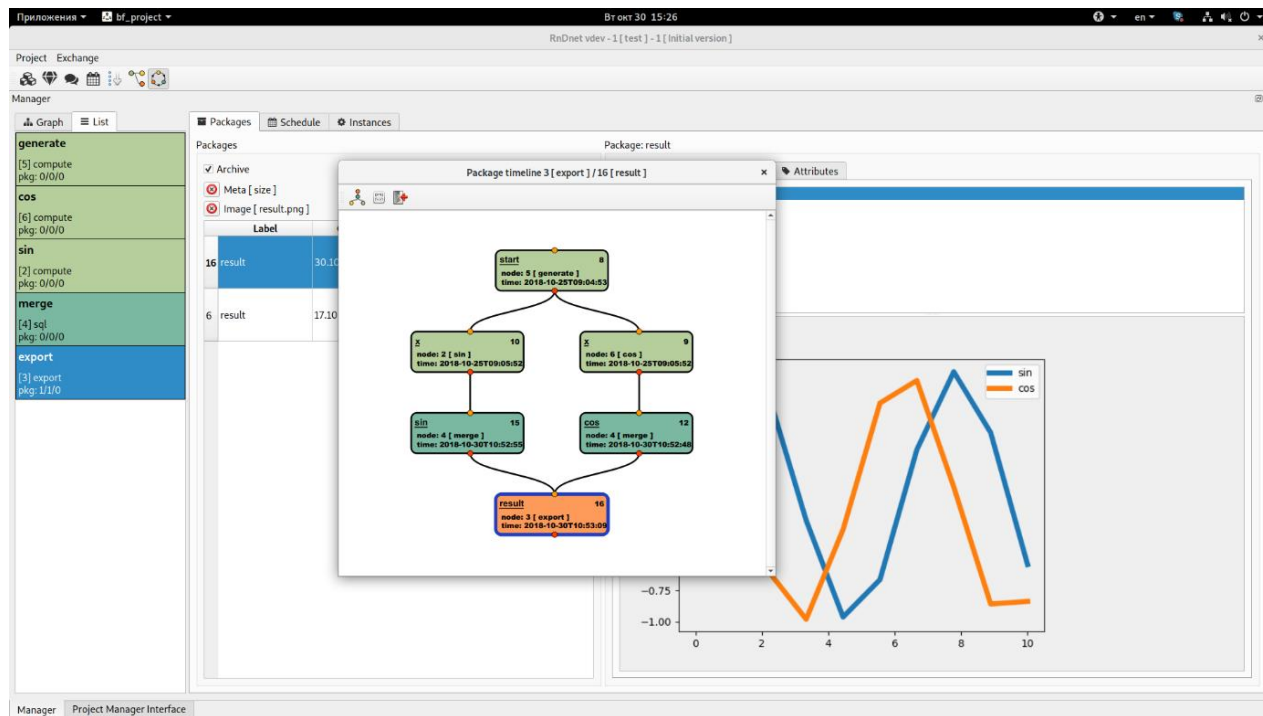 Приложения bf_project Вт окт 30 15:26 en
RnDnet vdev - 1 [ test ] - 1 [ Initial version ]
Project Exchange
Manager
Graph List
generate
[5] compute
pkg: 0/0/0
cos
[6] compute
pkg: 0/0/0
sin
[2] compute
pkg: 0/0/0
merge
[4] sql
pkg: 0/0/0
export
[3] export
pkg: 1/1/0
Packages Schedule Instances
Packages
Archive
Meta [ size ]
Image [ result.png ]
Label
16 result 30.10
6 result 17.10
Package: result
Attributes
Package timeline 3 [ export ] / 16 [ result ]
start 8
node: 5 [ generate ]
time: 2018-10-25T09:04:53
x 10
node: 2 [ sin ]
time: 2018-10-25T09:05:52
x 9
node: 6 [ cos ]
time: 2018-10-25T09:05:52
sin 15
node: 4 [ merge ]
time: 2018-10-30T10:52:55
cos 12
node: 4 [ merge ]
time: 2018-10-30T10:52:48
result 16
node: 3 [ export ]
time: 2018-10-30T10:53:09
sin
cos
−0.75
−1.00
0 2 4 6 8 10
Manager Project Manager Interface